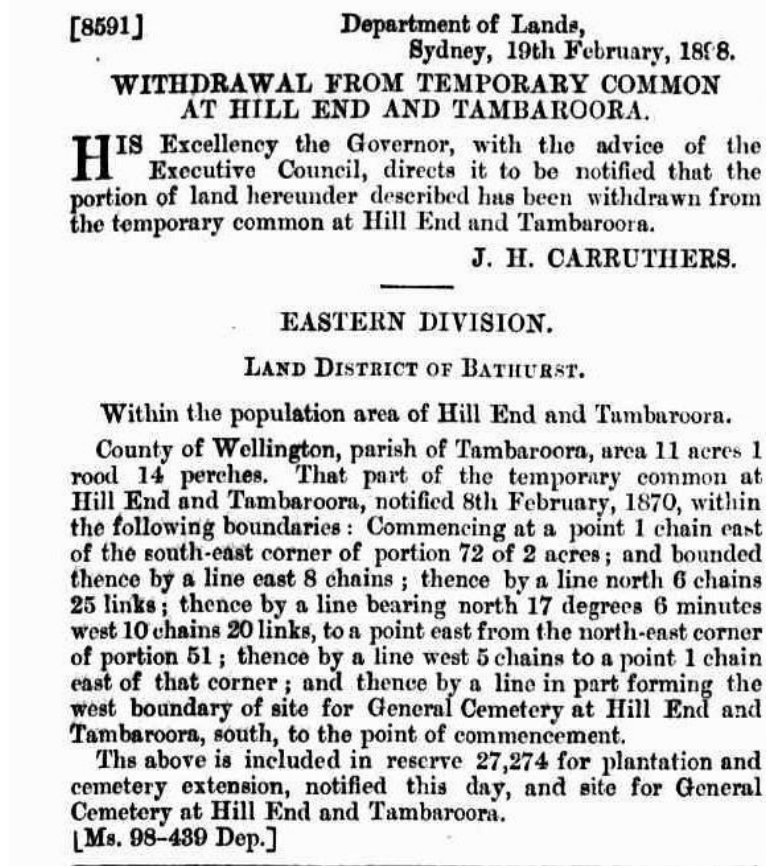 [8591] Department of Lands,
Sydney, 19th February, 1898.
WITHDRAWAL FROM TEMPORARY COMMON
AT HILL END AND TAMBAROORA.
HIS Excellency the Governor, with the advice of the
Executive Council, directs it to be notified that the
portion of land hereunder described has been withdrawn from
the temporary common at Hill End and Tambaroora.
J. H. CARRUTHERS.
EASTERN DIVISION.
LAND DISTRICT OF BATHURST.
Within the population area of Hill End and Tambaroora.
County of Wellington, parish of Tambaroora, area 11 acres 1
rood 14 perches. That part of the temporary common at
Hill End and Tambaroora, notified 8th February, 1870, within
the following boundaries: Commencing at a point 1 chain east
of the south-east corner of portion 72 of 2 acres; and bounded
thence by a line east 8 chains; thence by a line north 6 chains
25 links; thence by a line bearing north 17 degrees 6 minutes
west 10 chains 20 links, to a point east from the north-east corner
of portion 51; thence by a line west 5 chains to a point 1 chain
east of that corner; and thence by a line in part forming the
west boundary of site for General Cemetery at Hill End and
Tambaroora, south, to the point of commencement.
Ths above is included in reserve 27,274 for plantation and
cemetery extension, notified this day, and site for General
Cemetery at Hill End and Tambaroora.
[Ms. 98-439 Dep.]